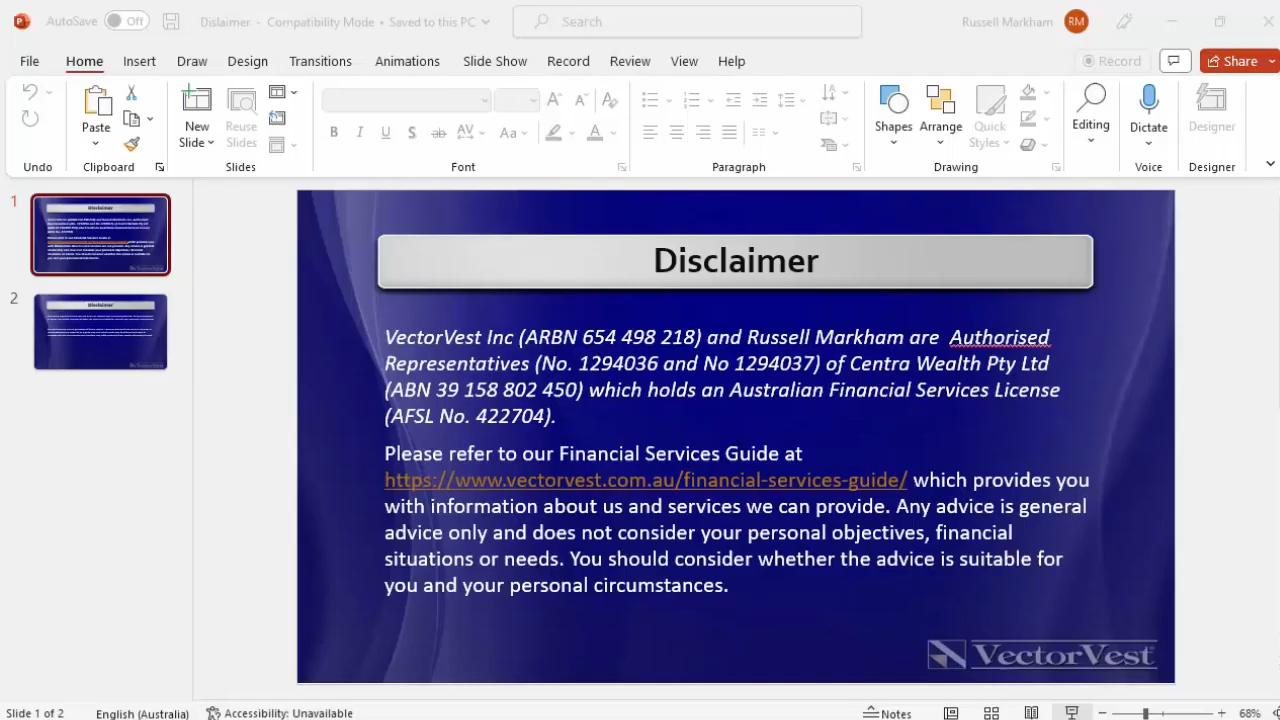 AutoSave Off Dislaimer - Compatibility Mode • Saved to this PC Search Russell Markham RM
File Home Insert Draw Design Transitions Animations Slide Show Record Review View Help Record Share
Paste New Slide Reuse Slides Shapes Arrange Quick Styles Editing Dictate Designer
B I U S ab AV Aa A
Undo Clipboard Slides Font Paragraph Drawing Voice Designer
1
Disclaimer
2
Disclaimer
Disclaimer
VectorVest Inc (ARBN 654 498 218) and Russell Markham are Authorised
Representatives (No. 1294036 and No 1294037) of Centra Wealth Pty Ltd
(ABN 39 158 802 450) which holds an Australian Financial Services License
(AFSL No. 422704).
Please refer to our Financial Services Guide at
https://www.vectorvest.com.au/financial-services-guide/ which provides you
with information about us and services we can provide. Any advice is general
advice only and does not consider your personal objectives, financial
situations or needs. You should consider whether the advice is suitable for
you and your personal circumstances.
VectorVest
Slide 1 of 2 English (Australia) Accessibility: Unavailable Notes 68%